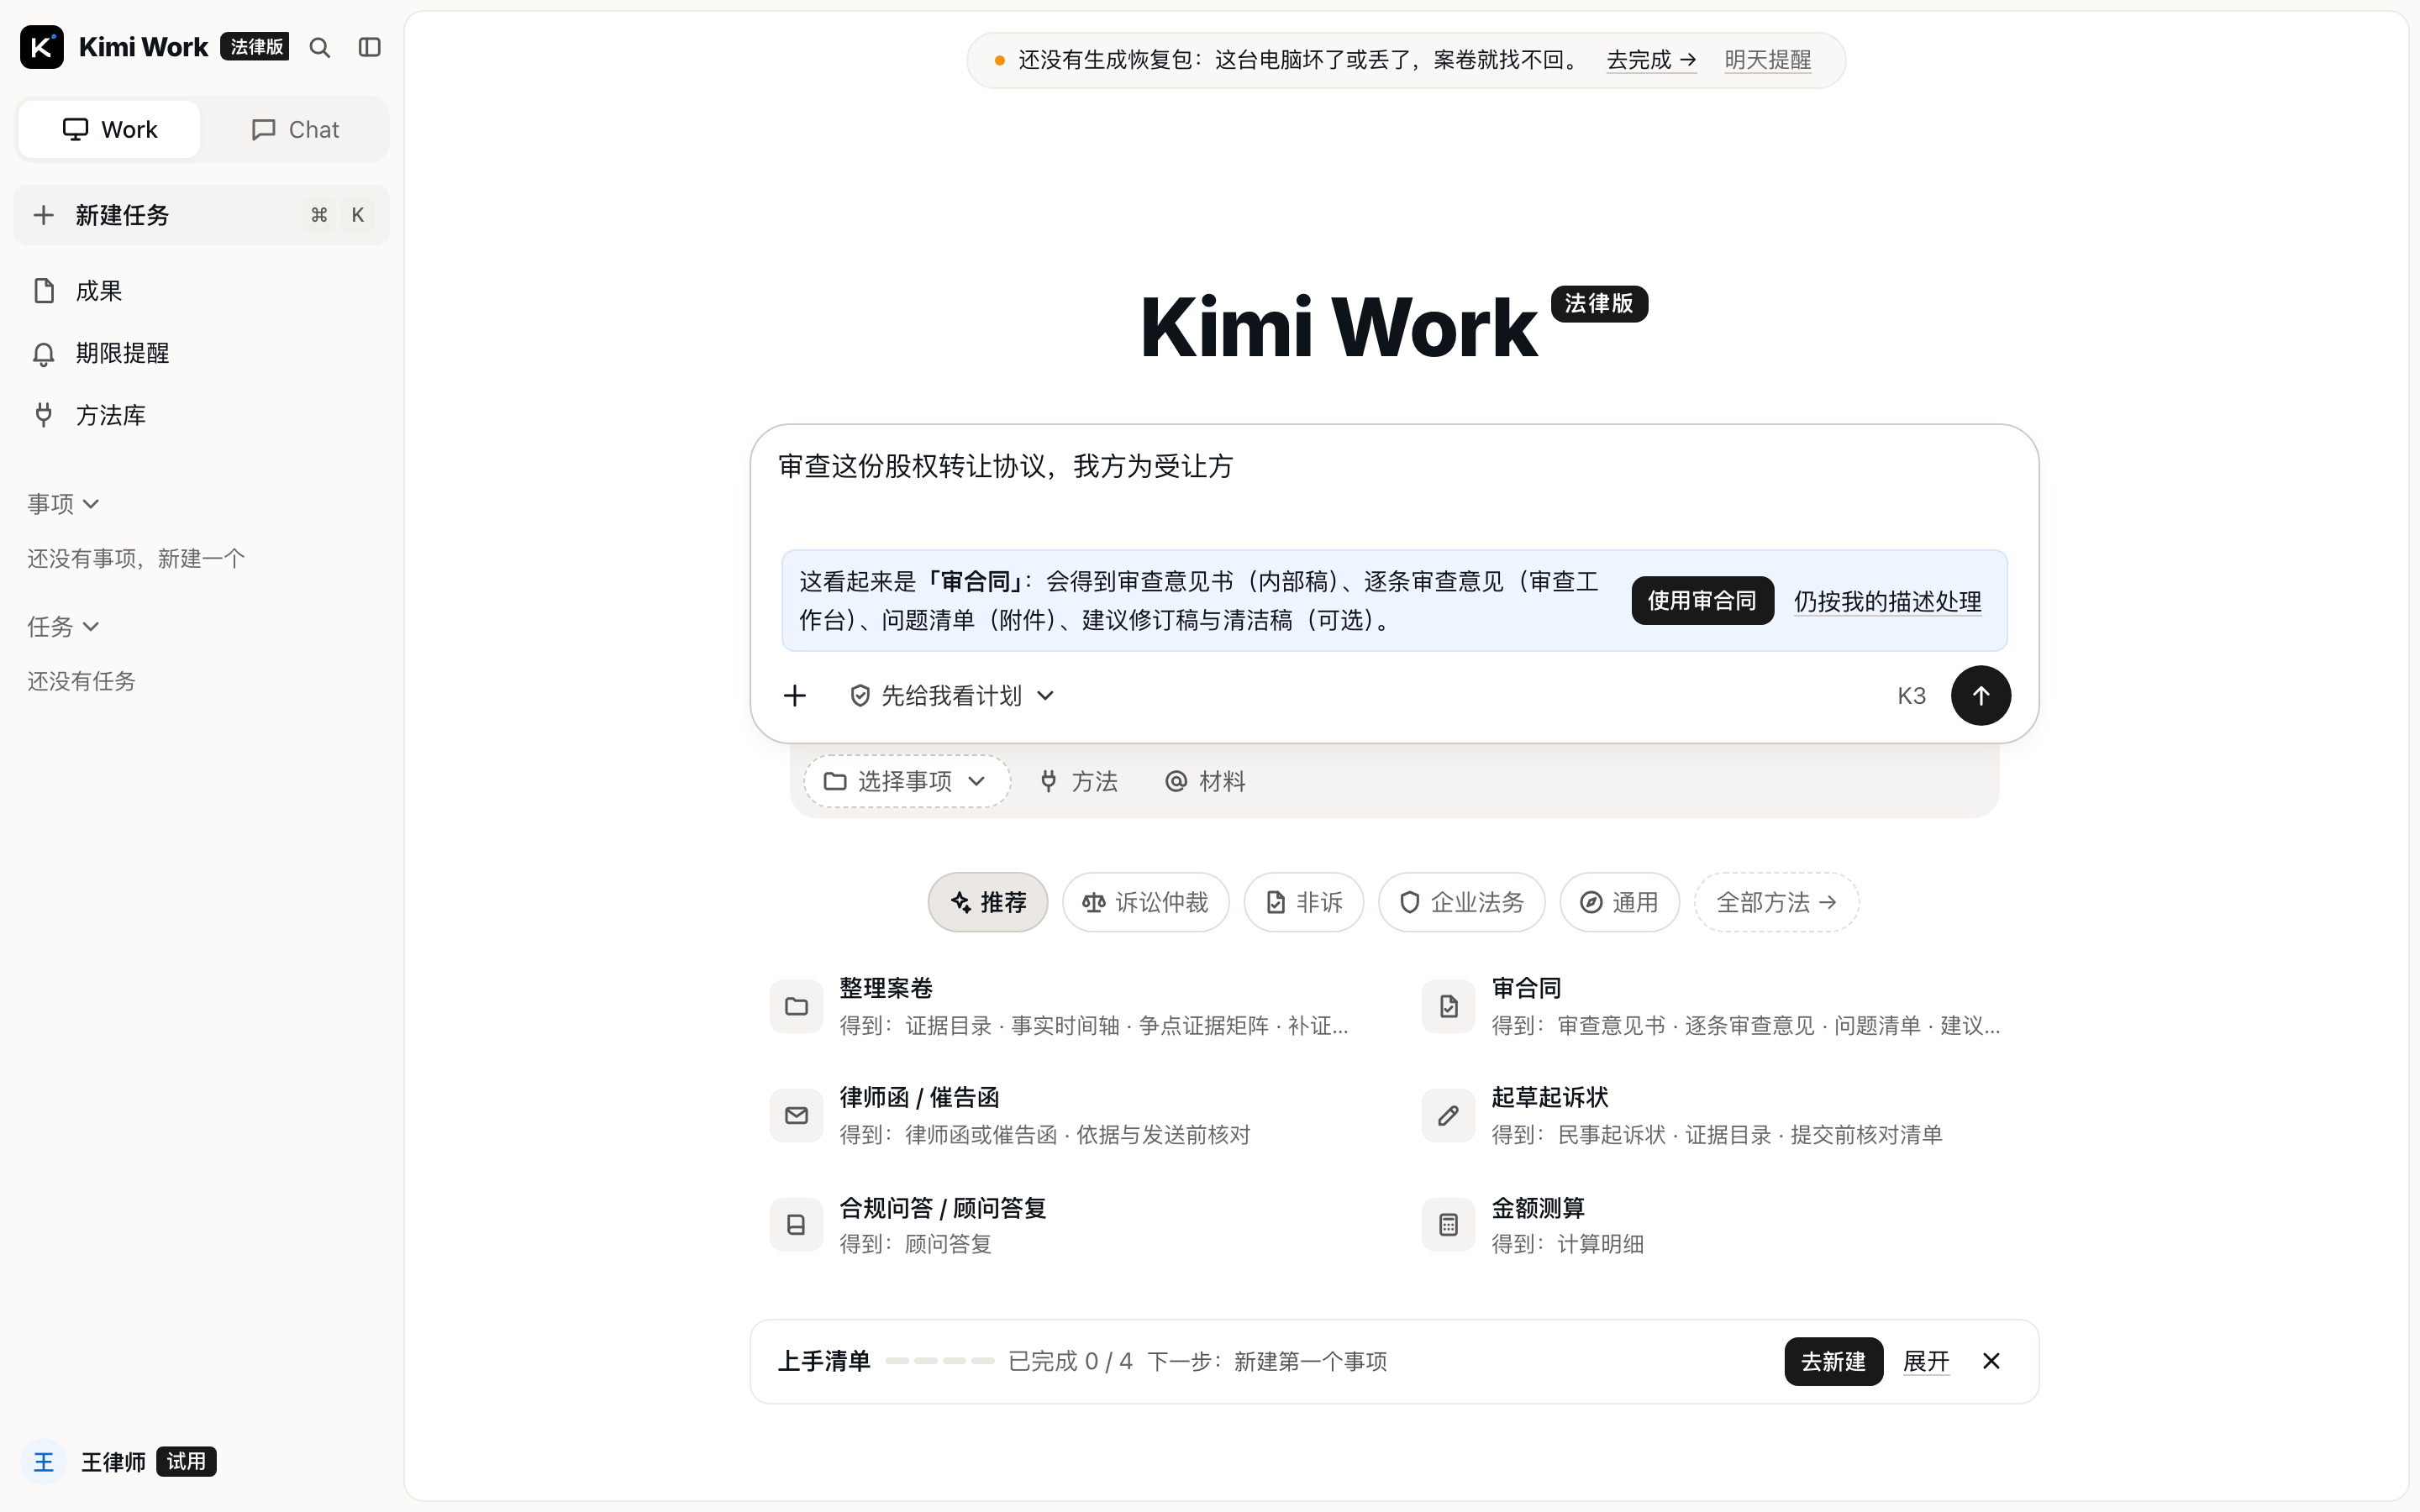 Kimi Work 法律版
Work
Chat
新建任务 ⌘ K
成果
期限提醒
方法库
事项
还没有事项，新建一个
任务
还没有任务
王 王律师 试用
还没有生成恢复包：这台电脑坏了或丢了，案卷就找不回。 去完成 → 明天提醒
Kimi Work 法律版
审查这份股权转让协议，我方为受让方
这看起来是「审合同」：会得到审查意见书（内部稿）、逐条审查意见（审查工
作台）、问题清单（附件）、建议修订稿与清洁稿（可选）。
使用审合同 仍按我的描述处理
先给我看计划 K3
选择事项 方法 材料
推荐 诉讼仲裁 非诉 企业法务 通用 全部方法 →
整理案卷
得到：证据目录 · 事实时间轴 · 争点证据矩阵 · 补证...
审合同
得到：审查意见书 · 逐条审查意见 · 问题清单 · 建议...
律师函 / 催告函
得到：律师函或催告函 · 依据与发送前核对
起草起诉状
得到：民事起诉状 · 证据目录 · 提交前核对清单
合规问答 / 顾问答复
得到：顾问答复
金额测算
得到：计算明细
上手清单 已完成 0 / 4 下一步：新建第一个事项 去新建 展开